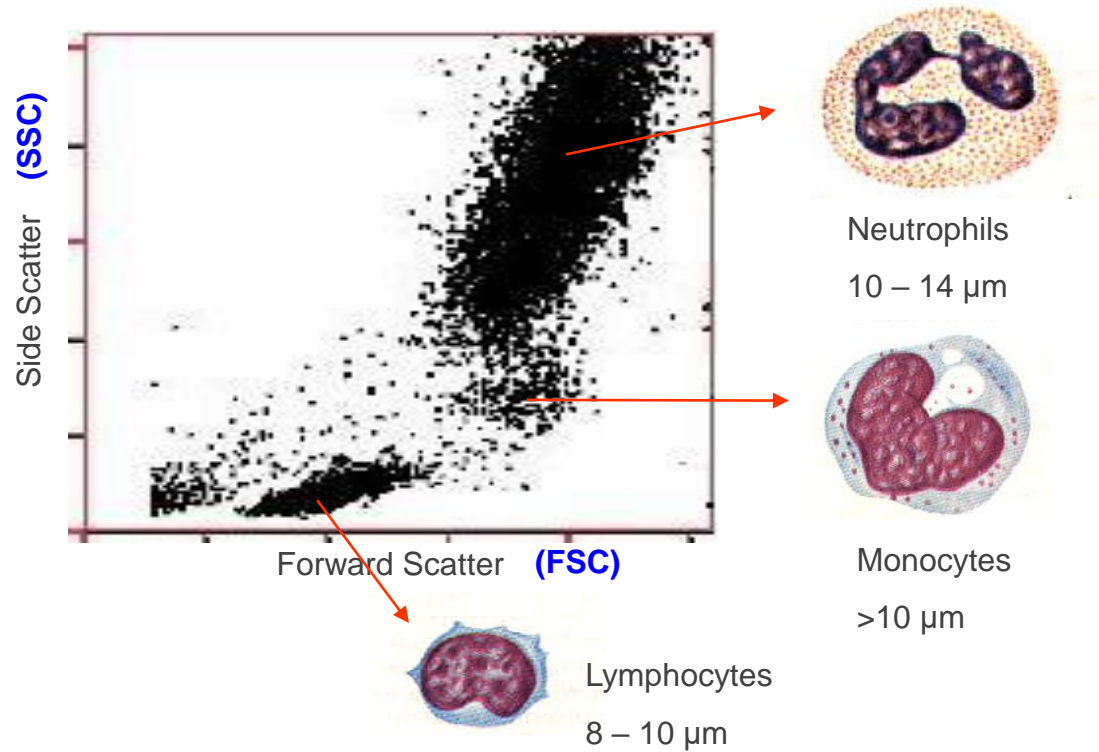 Side Scatter (SSC)
Neutrophils
10 – 14 µm
Forward Scatter (FSC)
Monocytes
>10 µm
Lymphocytes
8 – 10 µm